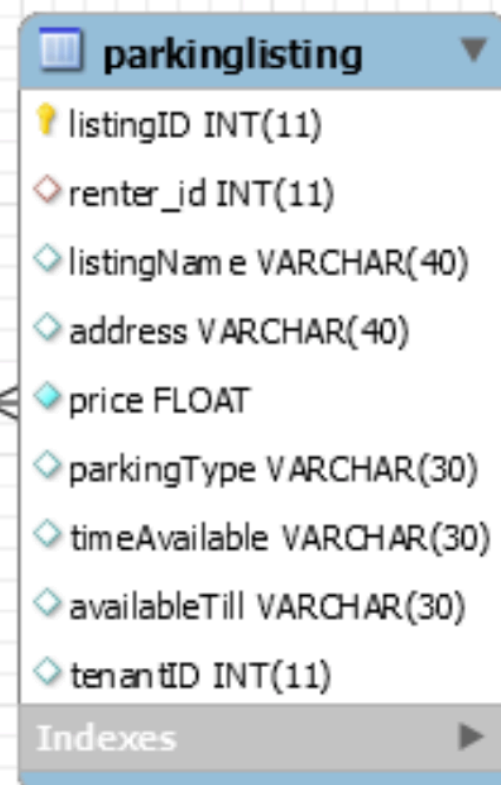 parkinglisting
listingID INT(11)
renter_id INT(11)
listingName VARCHAR(40)
address VARCHAR(40)
price FLOAT
parkingType VARCHAR(30)
timeAvailable VARCHAR(30)
availableTill VARCHAR(30)
tenantID INT(11)
Indexes